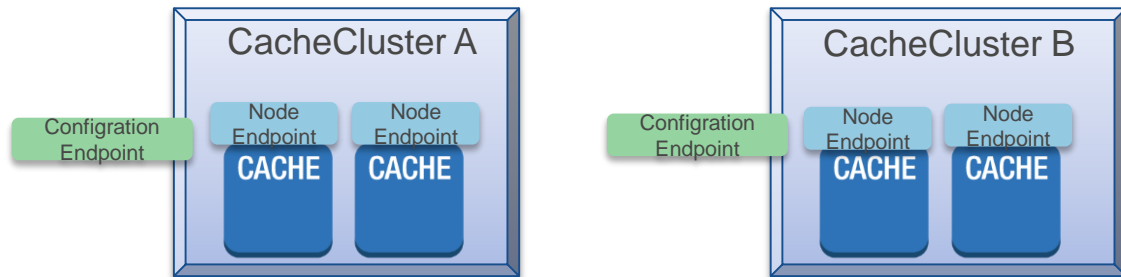 CacheCluster A
Node
Endpoint
Node
Endpoint
Configration
Endpoint
CACHE
CACHE
CacheCluster B
Node
Endpoint
Node
Endpoint
Configration
Endpoint
CACHE
CACHE